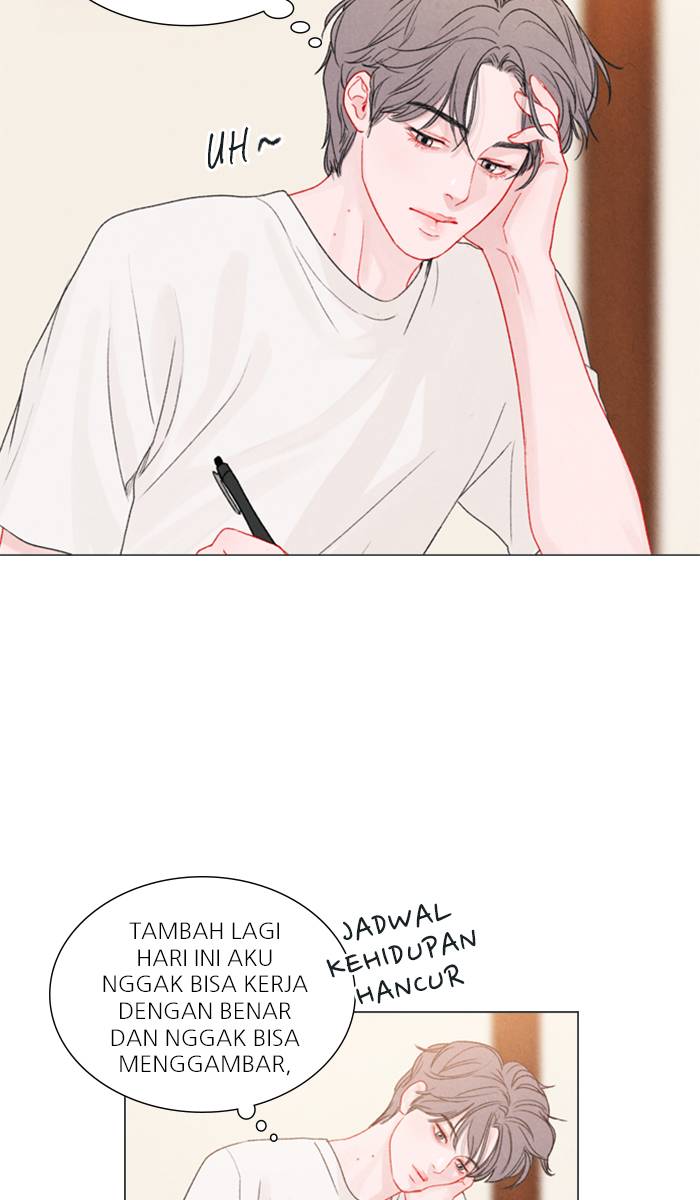 UH~
TAMBAH LAGI
HARI INI AKU
NGGAK BISA KERJA
DENGAN BENAR
DAN NGGAK BISA
MENGGAMBAR,
JADWAL
KEHIDUPAN
HANCUR